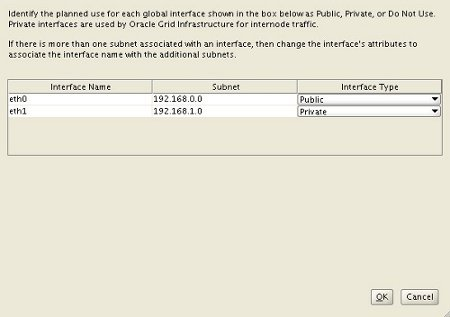 Identify the planned use for each global interface shown in the box below as Public, Private, or Do Not Use.
Private interfaces are used by Oracle Grid Infrastructure for internode traffic.
If there is more than one subnet associated with an interface, then change the interface's attributes to
associate the interface name with the additional subnets.
Interface Name Subnet Interface Type
eth0 192.168.0.0 Public
eth1 192.168.1.0 Private
OK Cancel